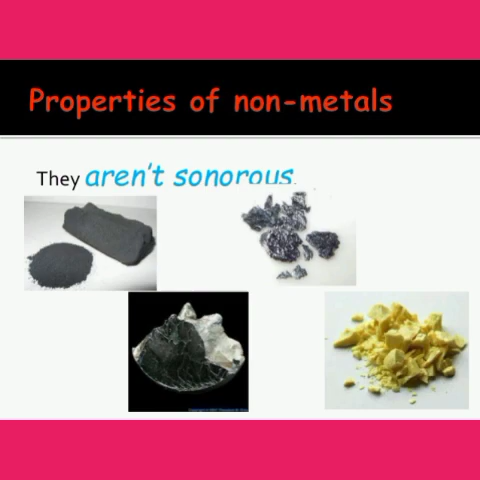 Properties of non-metals
They aren't sonorous.